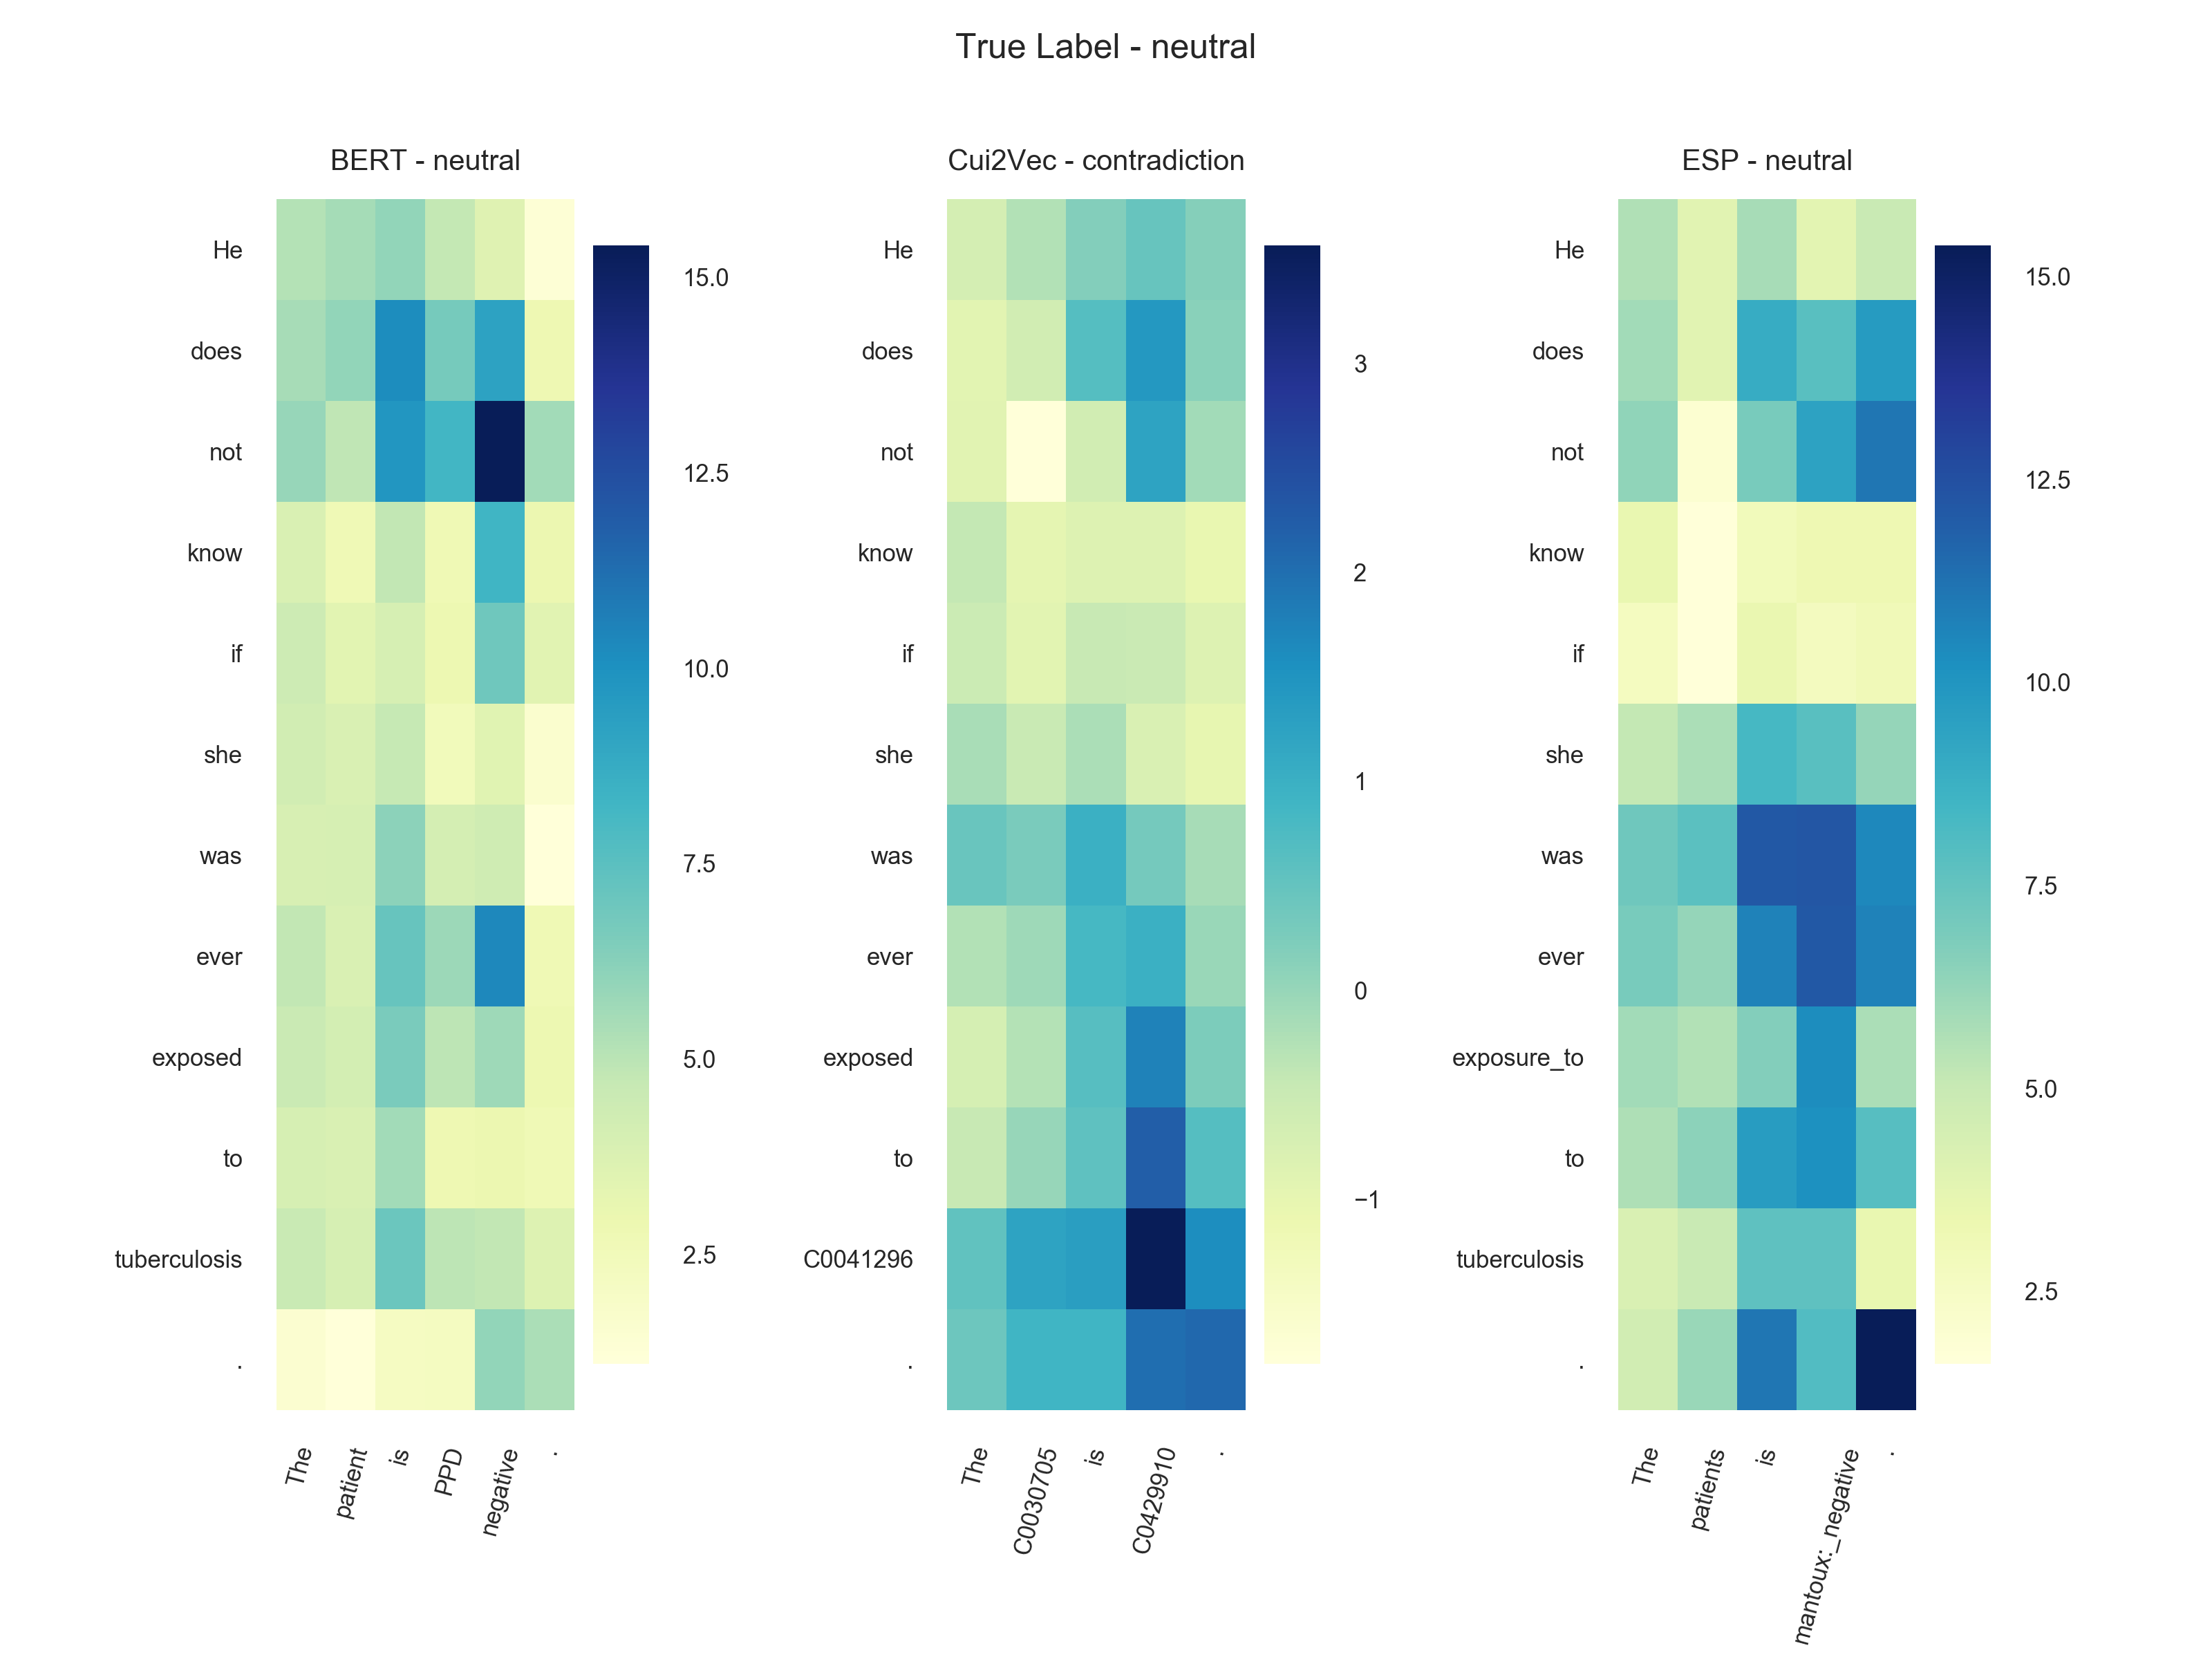 True Label - neutral
BERT - neutral
He
does
not
know
if
she
was
ever
exposed
to
tuberculosis
.
The
patient
is
PPD
negative
.
15.0
12.5
10.0
7.5
5.0
2.5
Cui2Vec - contradiction
He
does
not
know
if
she
was
ever
exposed
to
C0041296
.
The
C0030705
is
C0429910
.
3
2
1
0
−1
ESP - neutral
He
does
not
know
if
she
was
ever
exposure_to
to
tuberculosis
.
The
patients
is
mantoux:_negative
.
15.0
12.5
10.0
7.5
5.0
2.5